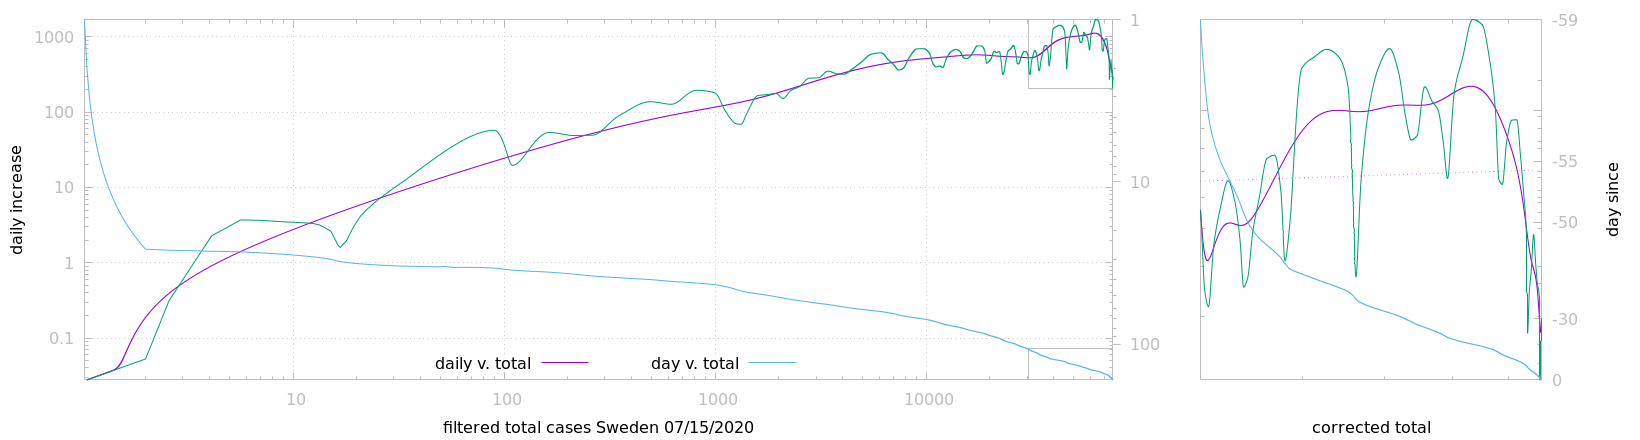 1000
100
10
1
0.1
daily increase
10
100
1000
10000
filtered total cases Sweden 07/15/2020
daily v. total
day v. total
1
10
100
-59
-55
-50
-30
0
day since
corrected total